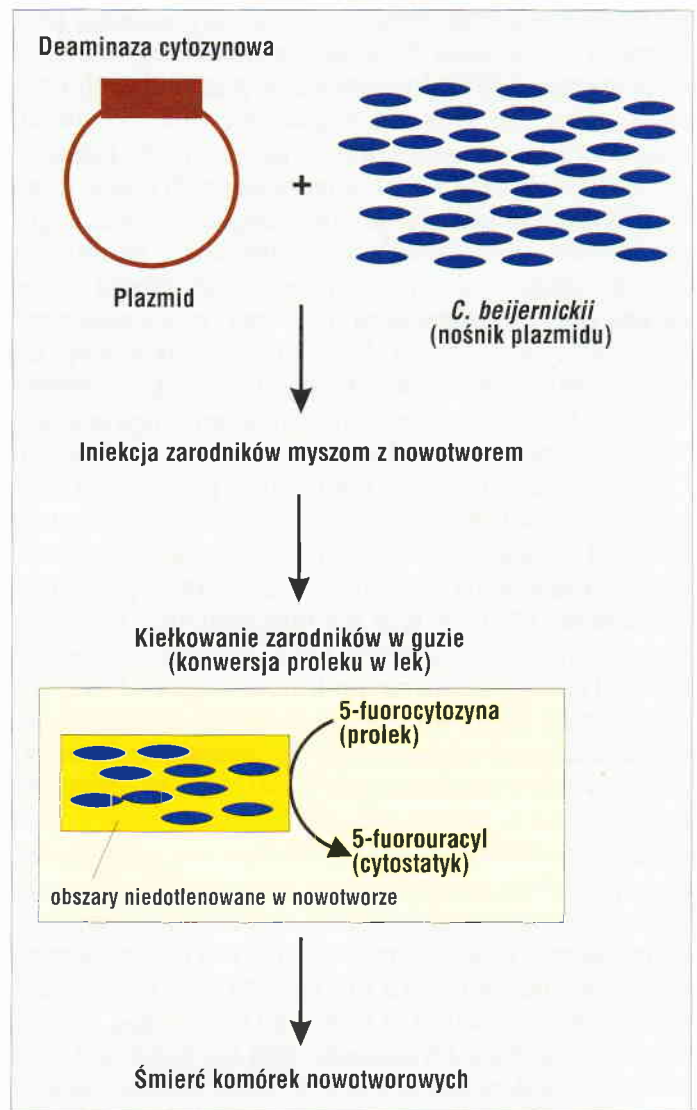 Deaminaza cytozynowa
+
Plazmid
C. beijernickii
(nośnik plazmidu)
Iniekcja zarodników myszom z nowotworem
Kiełkowanie zarodników w guzie
(konwersja proleku w lek)
5-fuorocytozyna
(prolek)
5-fuorouracyl
(cytostatyk)
obszary niedotlenowane w nowotworze
Śmierć komórek nowotworowych